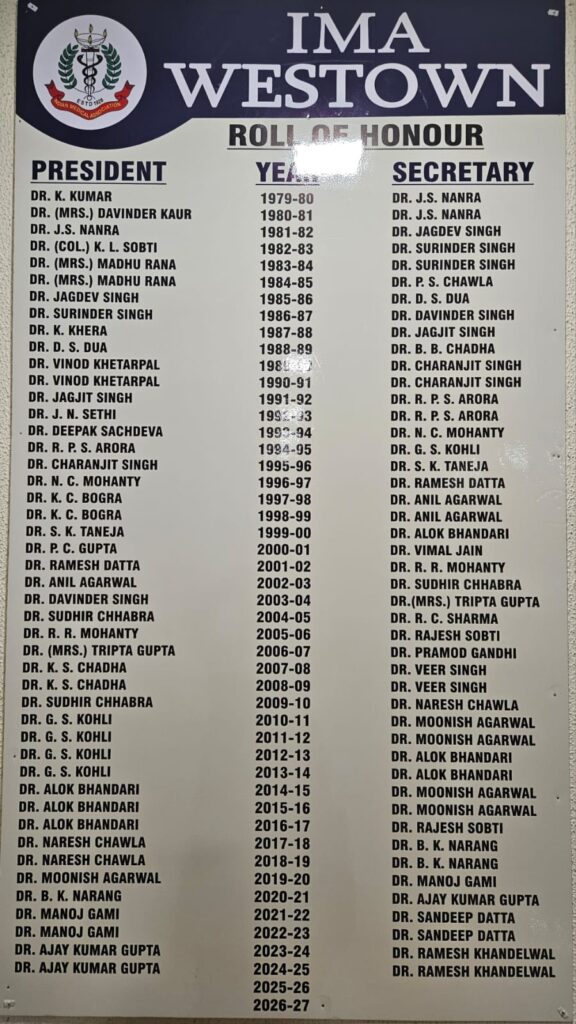 IMA
WESTOWN
ESTD 1928
INDIAN MEDICAL ASSOCIATION
ROLL OF HONOUR
PRESIDENT YEAR SECRETARY
DR. K. KUMAR 1979-80 DR. J.S. NANRA
DR. (MRS.) DAVINDER KAUR 1980-81 DR. J.S. NANRA
DR. J.S. NANRA 1981-82 DR. JAGDEV SINGH
DR. (COL.) K. L. SOBTI 1982-83 DR. SURINDER SINGH
DR. (MRS.) MADHU RANA 1983-84 DR. SURINDER SINGH
DR. (MRS.) MADHU RANA 1984-85 DR. P. S. CHAWLA
DR. JAGDEV SINGH 1985-86 DR. D. S. DUA
DR. SURINDER SINGH 1986-87 DR. DAVINDER SINGH
DR. K. KHERA 1987-88 DR. JAGJIT SINGH
DR. D. S. DUA 1988-89 DR. B. B. CHADHA
DR. VINOD KHETARPAL DR. CHARANJIT SINGH
DR. VINOD KHETARPAL 1990-91 DR. CHARANJIT SINGH
DR. JAGJIT SINGH 1991-92 DR. R. P. S. ARORA
DR. J. N. SETHI 1992-93 DR. R. P. S. ARORA
DR. DEEPAK SACHDEVA 1993-94 DR. N. C. MOHANTY
DR. R. P. S. ARORA 1994-95 DR. G. S. KOHLI
DR. CHARANJIT SINGH 1995-96 DR. S. K. TANEJA
DR. N. C. MOHANTY 1996-97 DR. RAMESH DATTA
DR. K. C. BOGRA 1997-98 DR. ANIL AGARWAL
DR. K. C. BOGRA 1998-99 DR. ANIL AGARWAL
DR. S. K. TANEJA 1999-00 DR. ALOK BHANDARI
DR. P. C. GUPTA 2000-01 DR. VIMAL JAIN
DR. RAMESH DATTA 2001-02 DR. R. R. MOHANTY
DR. ANIL AGARWAL 2002-03 DR. SUDHIR CHHABRA
DR. DAVINDER SINGH 2003-04 DR.(MRS.) TRIPTA GUPTA
DR. SUDHIR CHHABRA 2004-05 DR. R. C. SHARMA
DR. R. R. MOHANTY 2005-06 DR. RAJESH SOBTI
DR. (MRS.) TRIPTA GUPTA 2006-07 DR. PRAMOD GANDHI
DR. K. S. CHADHA 2007-08 DR. VEER SINGH
DR. K. S. CHADHA 2008-09 DR. VEER SINGH
DR. SUDHIR CHHABRA 2009-10 DR. NARESH CHAWLA
DR. G. S. KOHLI 2010-11 DR. MOONISH AGARWAL
DR. G. S. KOHLI 2011-12 DR. MOONISH AGARWAL
DR. G. S. KOHLI 2012-13 DR. ALOK BHANDARI
DR. G. S. KOHLI 2013-14 DR. ALOK BHANDARI
DR. ALOK BHANDARI 2014-15 DR. MOONISH AGARWAL
DR. ALOK BHANDARI 2015-16 DR. MOONISH AGARWAL
DR. ALOK BHANDARI 2016-17 DR. RAJESH SOBTI
DR. NARESH CHAWLA 2017-18 DR. B. K. NARANG
DR. NARESH CHAWLA 2018-19 DR. B. K. NARANG
DR. MOONISH AGARWAL 2019-20 DR. MANOJ GAMI
DR. B. K. NARANG 2020-21 DR. AJAY KUMAR GUPTA
DR. MANOJ GAMI 2021-22 DR. SANDEEP DATTA
DR. MANOJ GAMI 2022-23 DR. SANDEEP DATTA
DR. AJAY KUMAR GUPTA 2023-24 DR. RAMESH KHANDELWAL
DR. AJAY KUMAR GUPTA 2024-25 DR. RAMESH KHANDELWAL
2025-26
2026-27